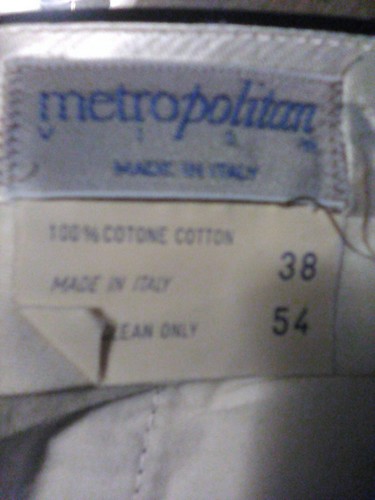 metropolitan
MADE IN ITALY
100% COTONE COTTON
38
MADE IN ITALY
EAN ONLY
54